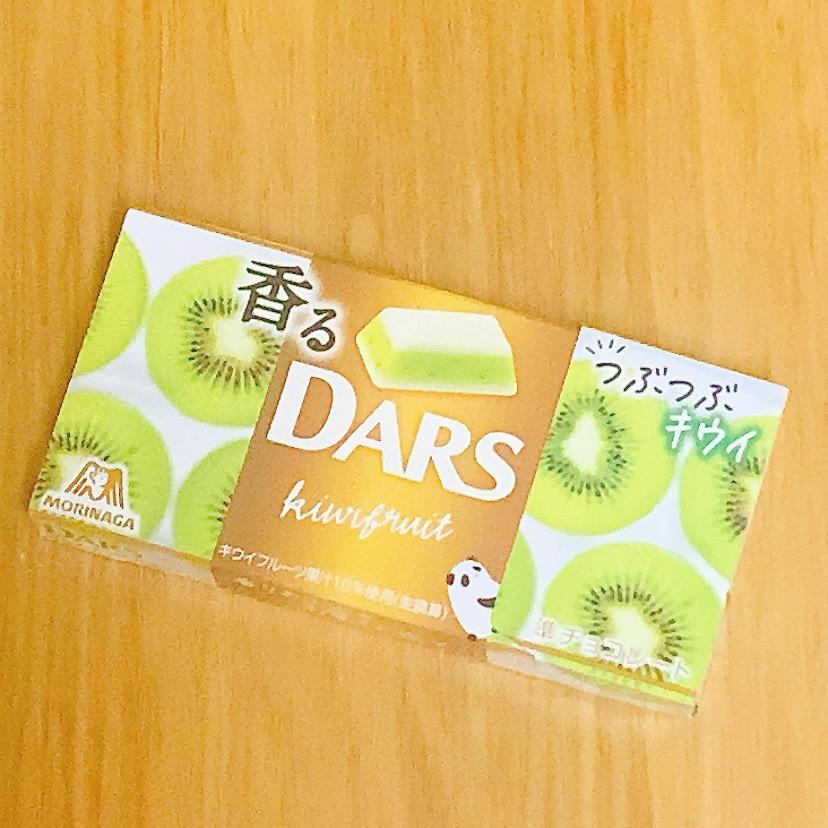 香る
DARS
kiwifruit
キウイフルーツ果汁10%使用(生換算)
つぶつぶ
キウイ
MORINAGA
準チョコレート